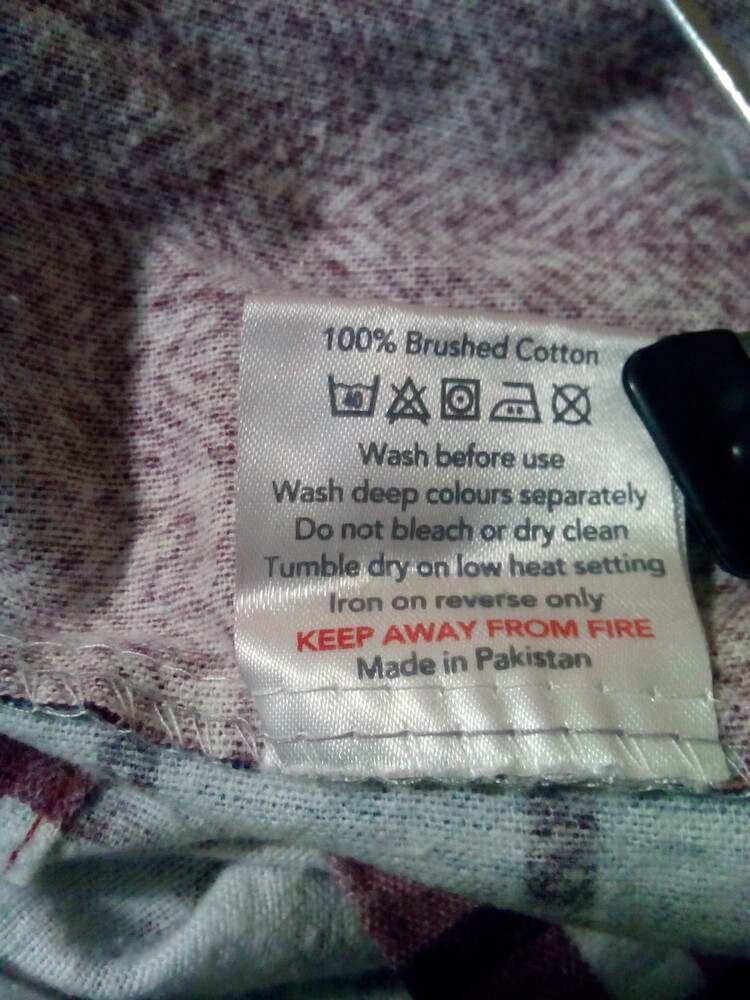 100% Brushed Cotton
40
Wash before use
Wash deep colours separately
Do not bleach or dry clean
Tumble dry on low heat setting
Iron on reverse only
KEEP AWAY FROM FIRE
Made in Pakistan